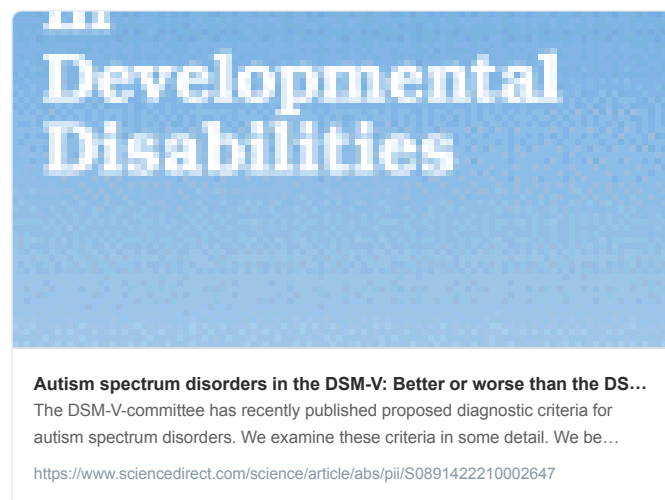 In
Developmental
Disabilities
Autism spectrum disorders in the DSM-V: Better or worse than the DS…
The DSM-V-committee has recently published proposed diagnostic criteria for
autism spectrum disorders. We examine these criteria in some detail. We be…
https://www.sciencedirect.com/science/article/abs/pii/S0891422210002647